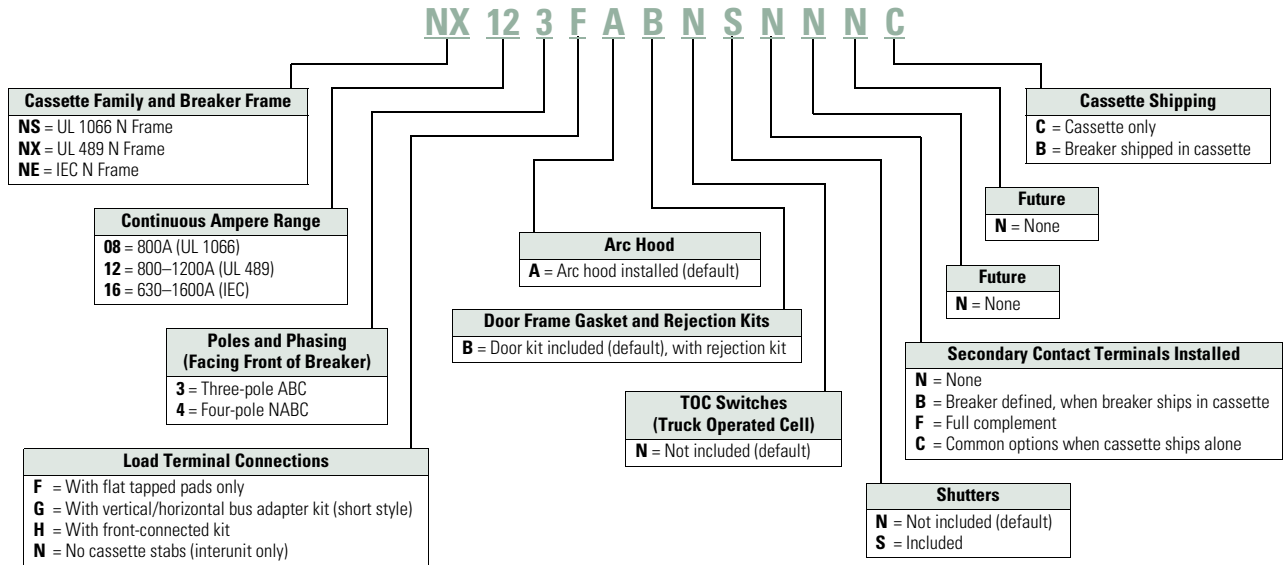 NX 12 3 F A B N S N N N C
Cassette Family and Breaker Frame
NS = UL 1066 N Frame
NX = UL 489 N Frame
NE = IEC N Frame
Continuous Ampere Range
08 = 800A (UL 1066)
12 = 800–1200A (UL 489)
16 = 630–1600A (IEC)
Poles and Phasing
(Facing Front of Breaker)
3 = Three-pole ABC
4 = Four-pole NABC
Load Terminal Connections
F = With flat tapped pads only
G = With vertical/horizontal bus adapter kit (short style)
H = With front-connected kit
N = No cassette stabs (interunit only)
Arc Hood
A = Arc hood installed (default)
Door Frame Gasket and Rejection Kits
B = Door kit included (default), with rejection kit
TOC Switches
(Truck Operated Cell)
N = Not included (default)
Shutters
N = Not included (default)
S = Included
Secondary Contact Terminals Installed
N = None
B = Breaker defined, when breaker ships in cassette
F = Full complement
C = Common options when cassette ships alone
Future
N = None
Future
N = None
Cassette Shipping
C = Cassette only
B = Breaker shipped in cassette